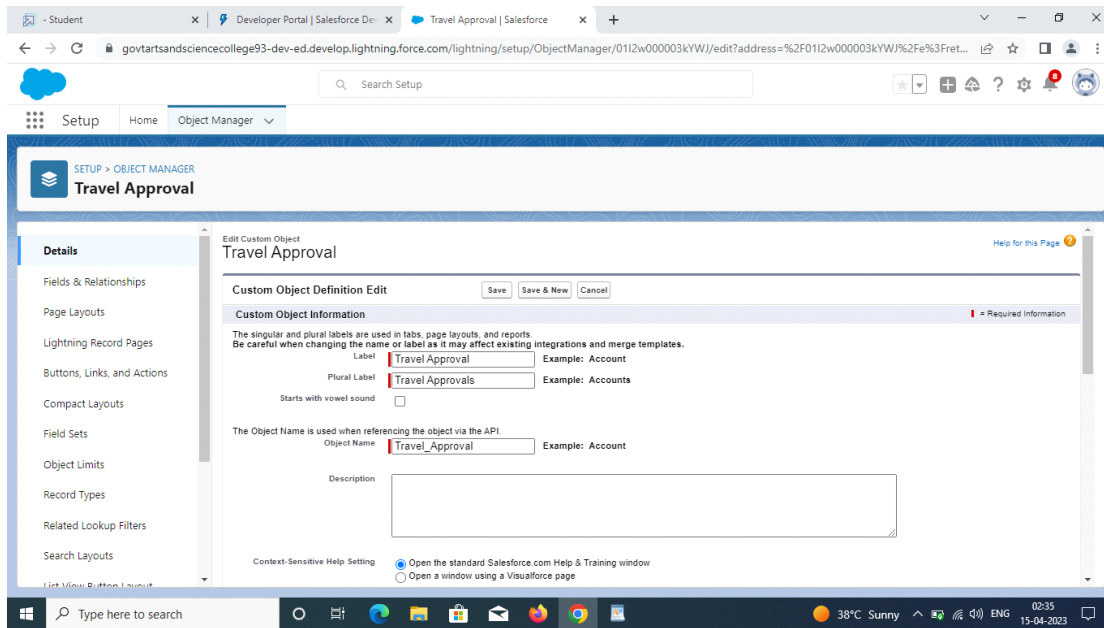 - Student
Developer Portal | Salesforce Dev
Travel Approval | Salesforce
govtartsandsciencecollege93-dev-ed.develop.lightning.force.com/lightning/setup/ObjectManager/01I2w000003kYWJ/edit?address=%2F01I2w000003kYWJ%2Fe%3Fret...
Search Setup
8
Setup
Home
Object Manager
SETUP > OBJECT MANAGER
Travel Approval
Details
Fields & Relationships
Page Layouts
Lightning Record Pages
Buttons, Links, and Actions
Compact Layouts
Field Sets
Object Limits
Record Types
Related Lookup Filters
Search Layouts
List View Button Layout
Edit Custom Object
Travel Approval
Help for this Page
Custom Object Definition Edit
Save
Save & New
Cancel
Custom Object Information
= Required Information
The singular and plural labels are used in tabs, page layouts, and reports.
Be careful when changing the name or label as it may affect existing integrations and merge templates.
Label Travel Approval Example: Account
Plural Label Travel Approvals Example: Accounts
Starts with vowel sound
The Object Name is used when referencing the object via the API.
Object Name Travel_Approval Example: Account
Description
Context-Sensitive Help Setting Open the standard Salesforce.com Help & Training window
Open a window using a Visualforce page
Type here to search
38°C Sunny
ENG
02:35
15-04-2023